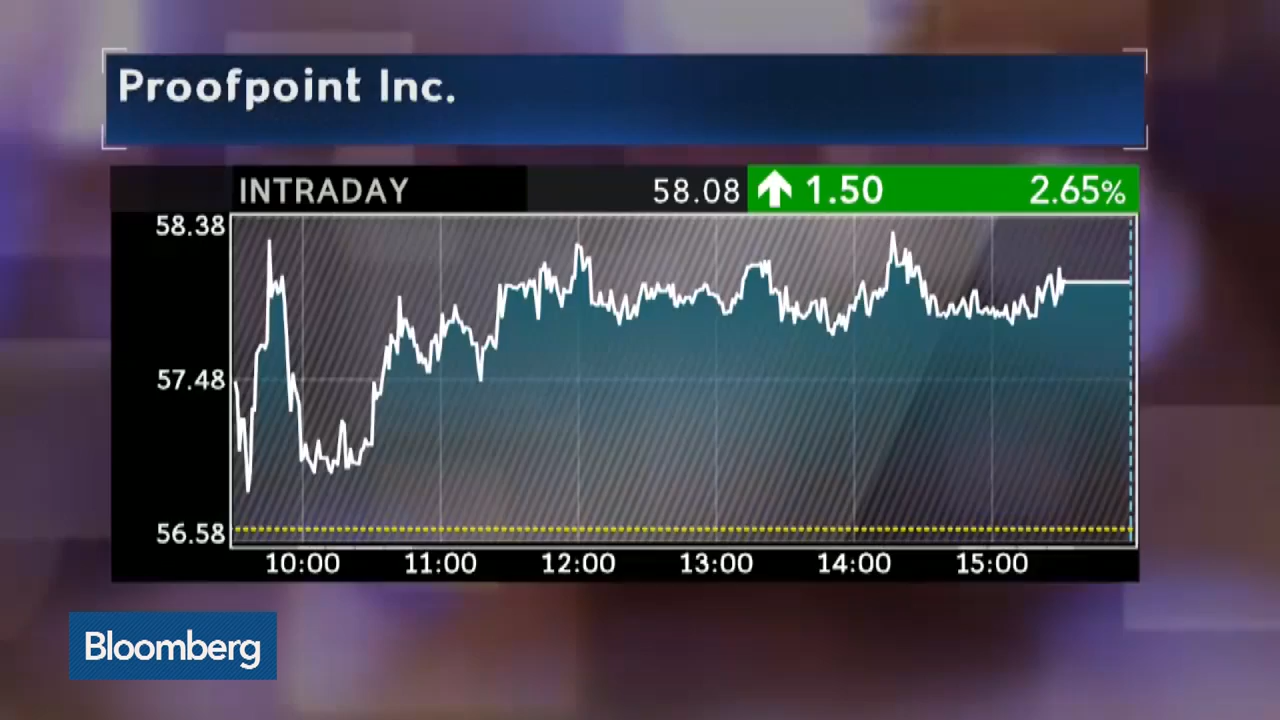 Proofpoint Inc.
INTRADAY 58.08 1.50 2.65%
58.38
57.48
56.58
10:00 11:00 12:00 13:00 14:00 15:00
Bloomberg